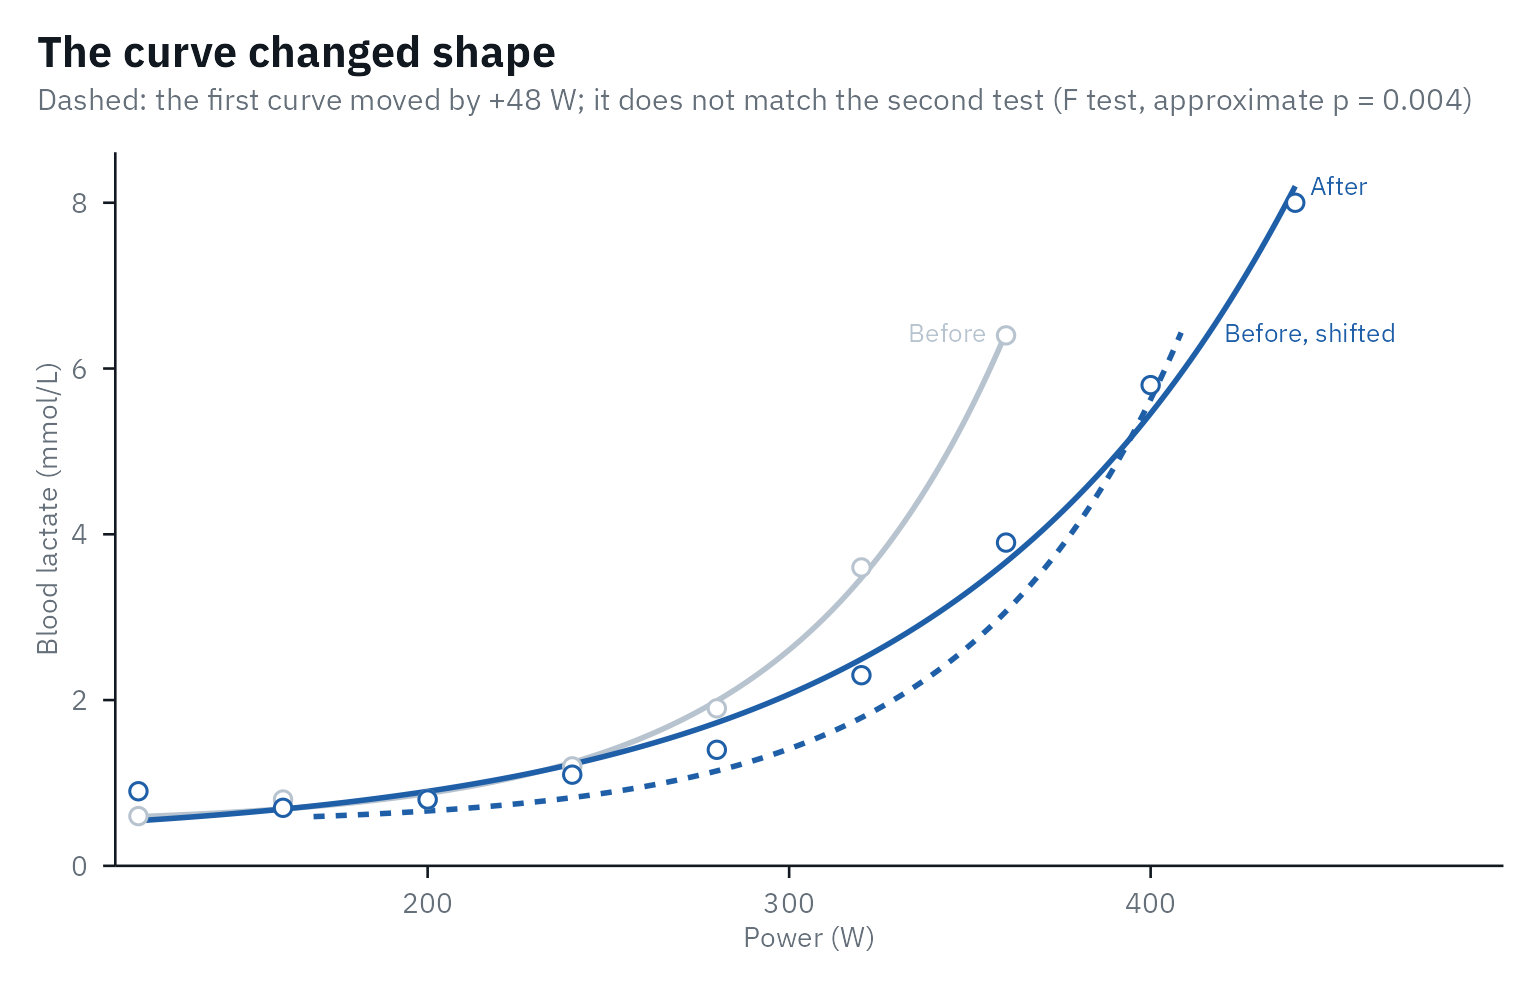 The curve changed shape
Dashed: the first curve moved by +48 W; it does not match the second test (F test, approximate p = 0.004)
After
Before
Before, shifted
Blood lactate (mmol/L)
8
6
4
2
0
200
300
400
Power (W)